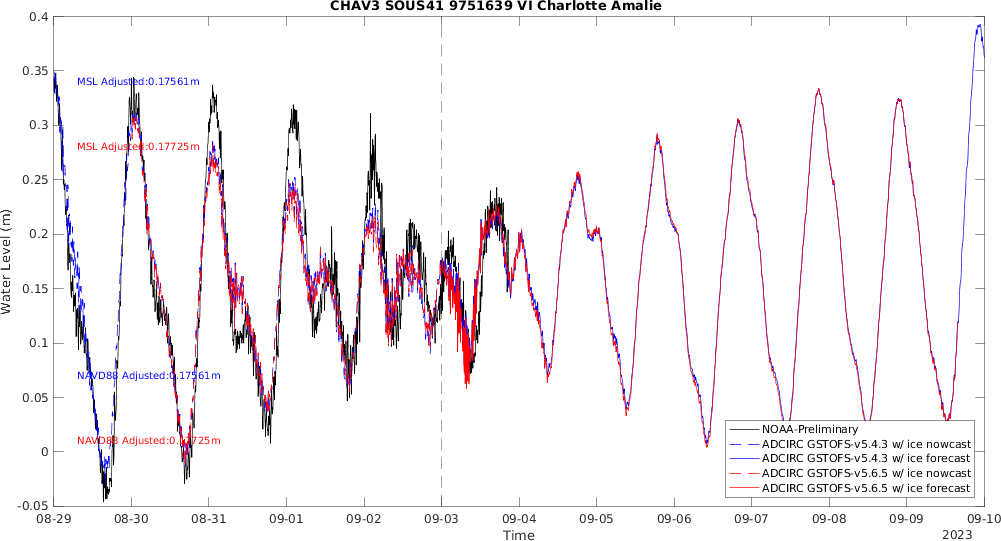 CHAV3 SOUS41 9751639 VI Charlotte Amalie
0.4
0.35
0.3
0.25
0.2
0.15
0.1
0.05
0
-0.05
Water Level (m)
MSL Adjusted:0.17561m
MSL Adjusted:0.17725m
NAVD88 Adjusted:0.17561m
NAVD88 Adjusted:0.17725m
NOAA-Preliminary
ADCIRC GSTOFS-v5.4.3 w/ ice nowcast
ADCIRC GSTOFS-v5.4.3 w/ ice forecast
ADCIRC GSTOFS-v5.6.5 w/ ice nowcast
ADCIRC GSTOFS-v5.6.5 w/ ice forecast
08-29 08-30 08-31 09-01 09-02 09-03 09-04 09-05 09-06 09-07 09-08 09-09 09-10
Time
2023